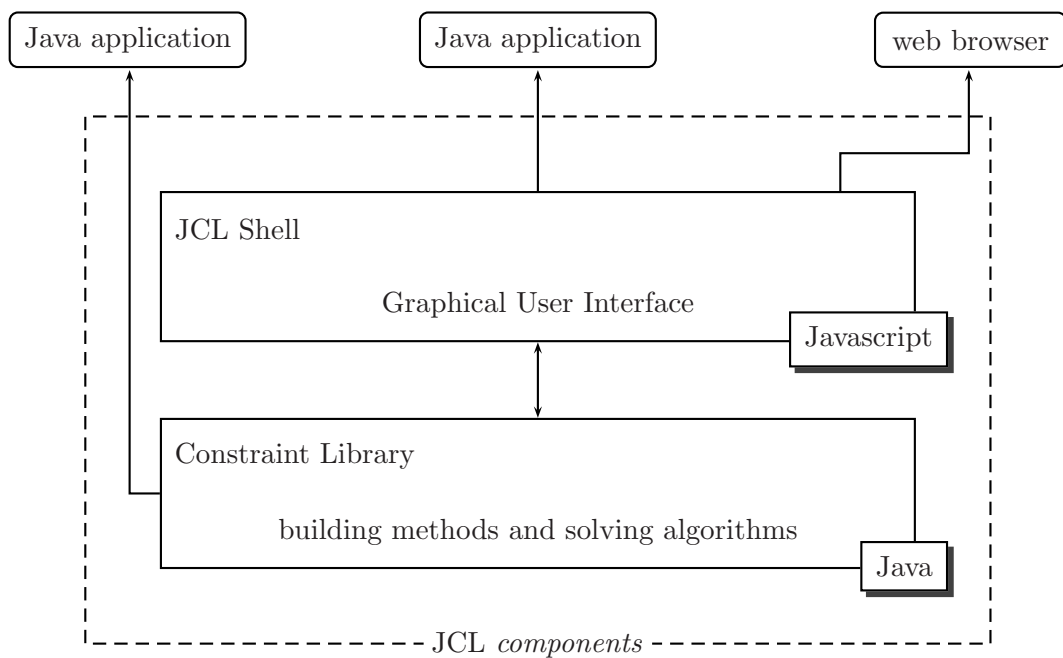 Java application
Java application
web browser
JCL Shell
Graphical User Interface
Javascript
Constraint Library
building methods and solving algorithms
Java
JCL components